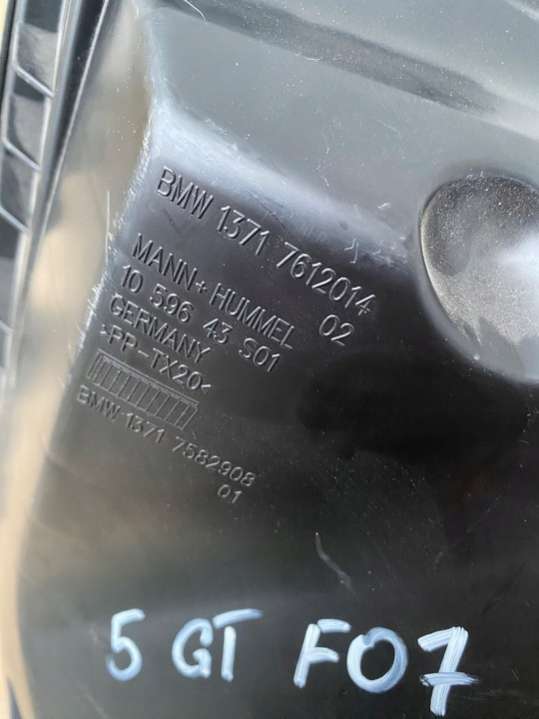 BMW 1371 7612014
02
MANN+HUMMEL
10 596 43 S01
GERMANY
>PP-TX20<
BMW 1371 7582908
01
5 GT F07